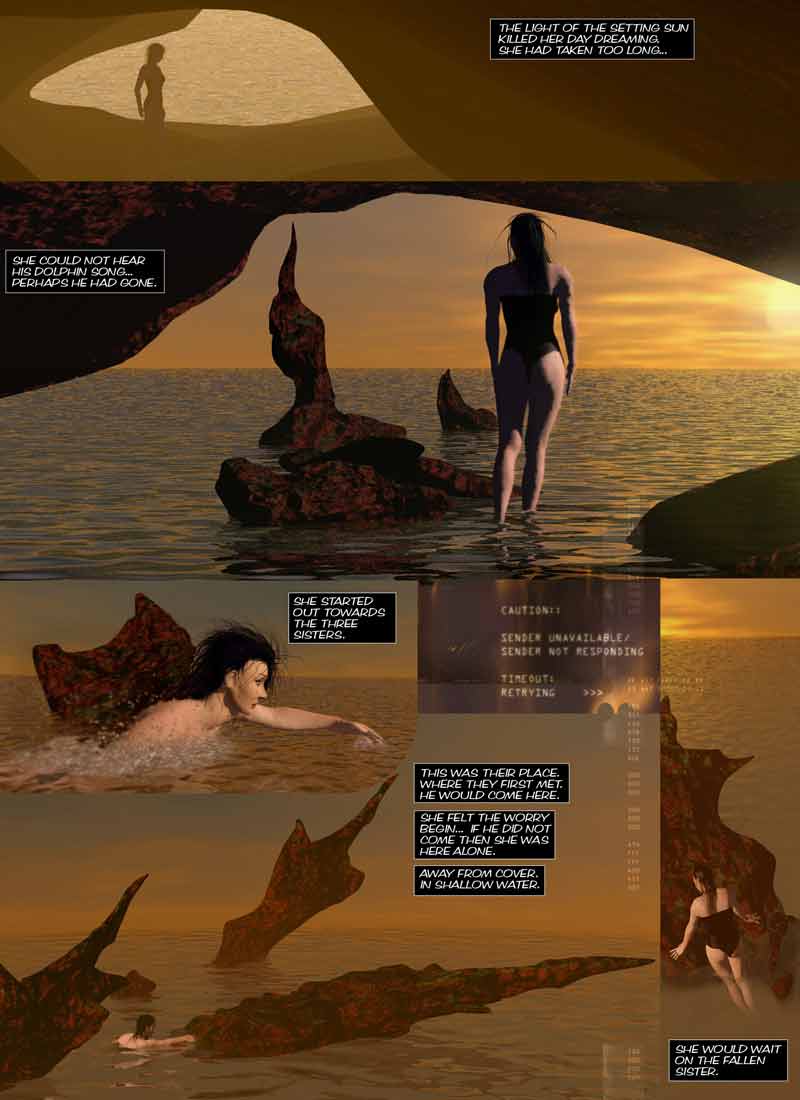 THE LIGHT OF THE SETTING SUN
KILLED HER DAY DREAMING.
SHE HAD TAKEN TOO LONG...
SHE COULD NOT HEAR
HIS DOLPHIN SONG...
PERHAPS HE HAD GONE.
SHE STARTED
OUT TOWARDS
THE THREE
SISTERS.
CAUTION::
SENDER UNAVAILABLE/
SENDER NOT RESPONDING
TIMEOUT:
RETRYING >>>
THIS WAS THEIR PLACE.
WHERE THEY FIRST MET.
HE WOULD COME HERE.
SHE FELT THE WORRY
BEGIN... IF HE DID NOT
COME THEN SHE WAS
HERE ALONE.
AWAY FROM COVER.
IN SHALLOW WATER.
SHE WOULD WAIT
ON THE FALLEN
SISTER.